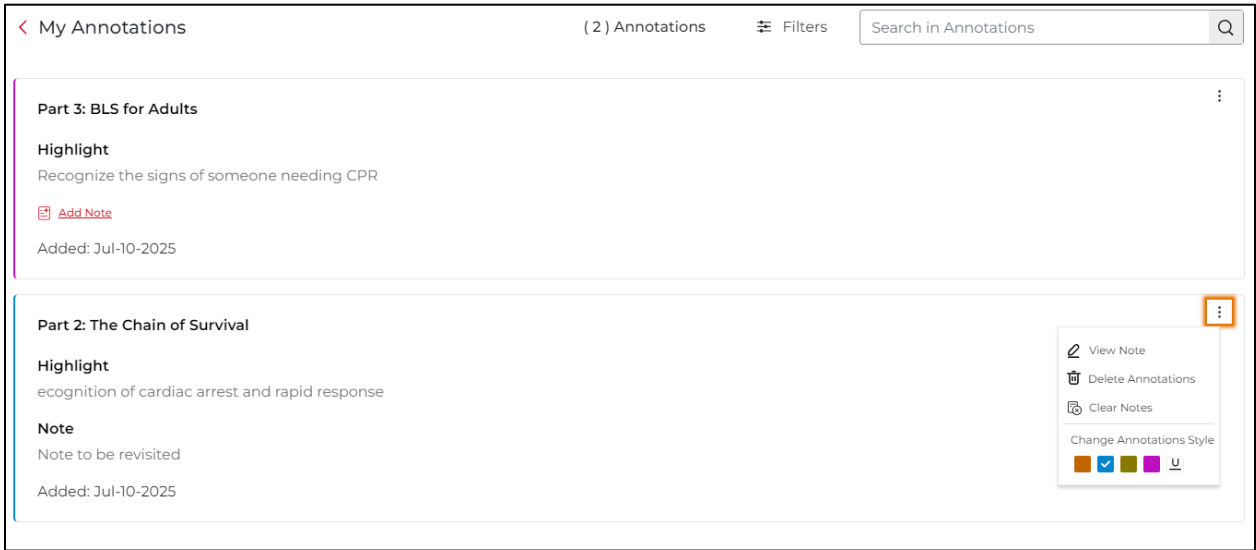 My Annotations
( 2 ) Annotations
Filters
Search in Annotations
Part 3: BLS for Adults
Highlight
Recognize the signs of someone needing CPR
Add Note
Added: Jul-10-2025
Part 2: The Chain of Survival
Highlight
ecognition of cardiac arrest and rapid response
Note
Note to be revisited
Added: Jul-10-2025
View Note
Delete Annotations
Clear Notes
Change Annotations Style
U